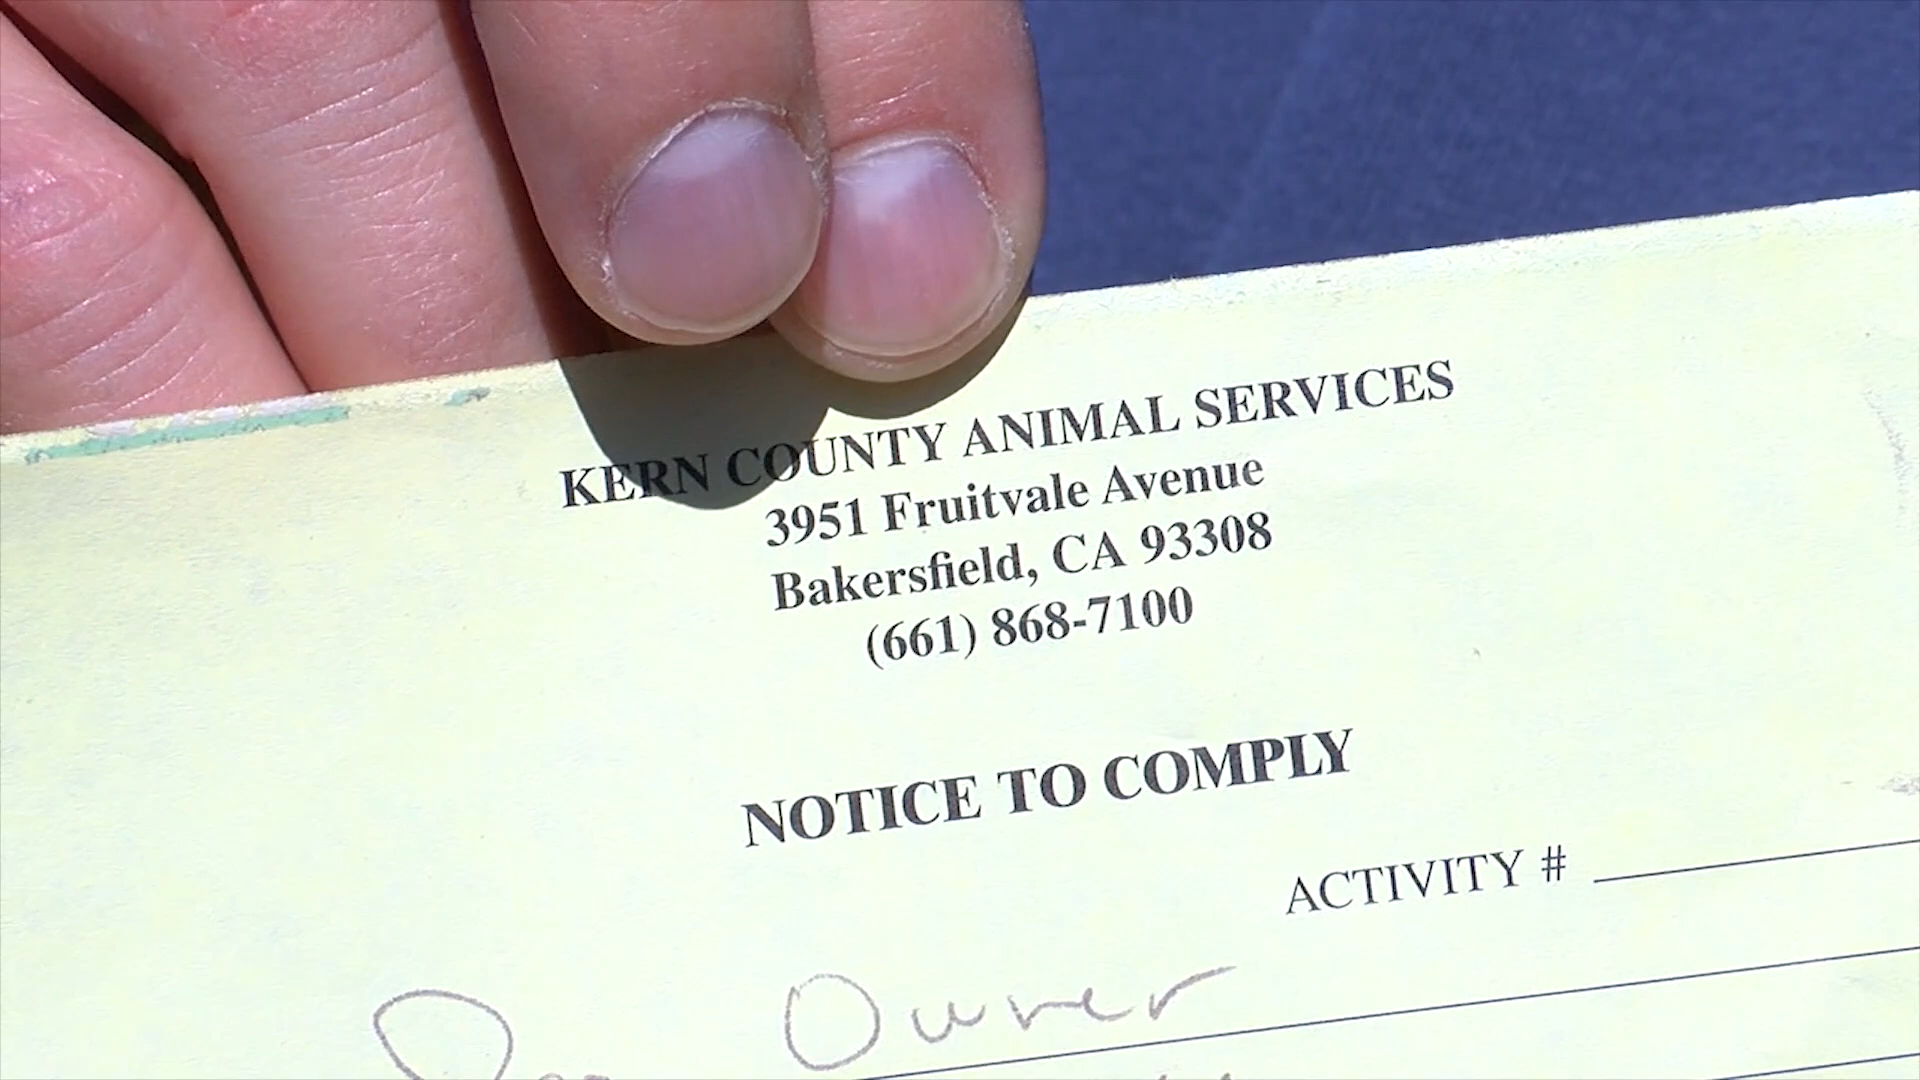 KERN COUNTY ANIMAL SERVICES
3951 Fruitvale Avenue
Bakersfield, CA 93308
(661) 868-7100
NOTICE TO COMPLY
ACTIVITY #
Owner